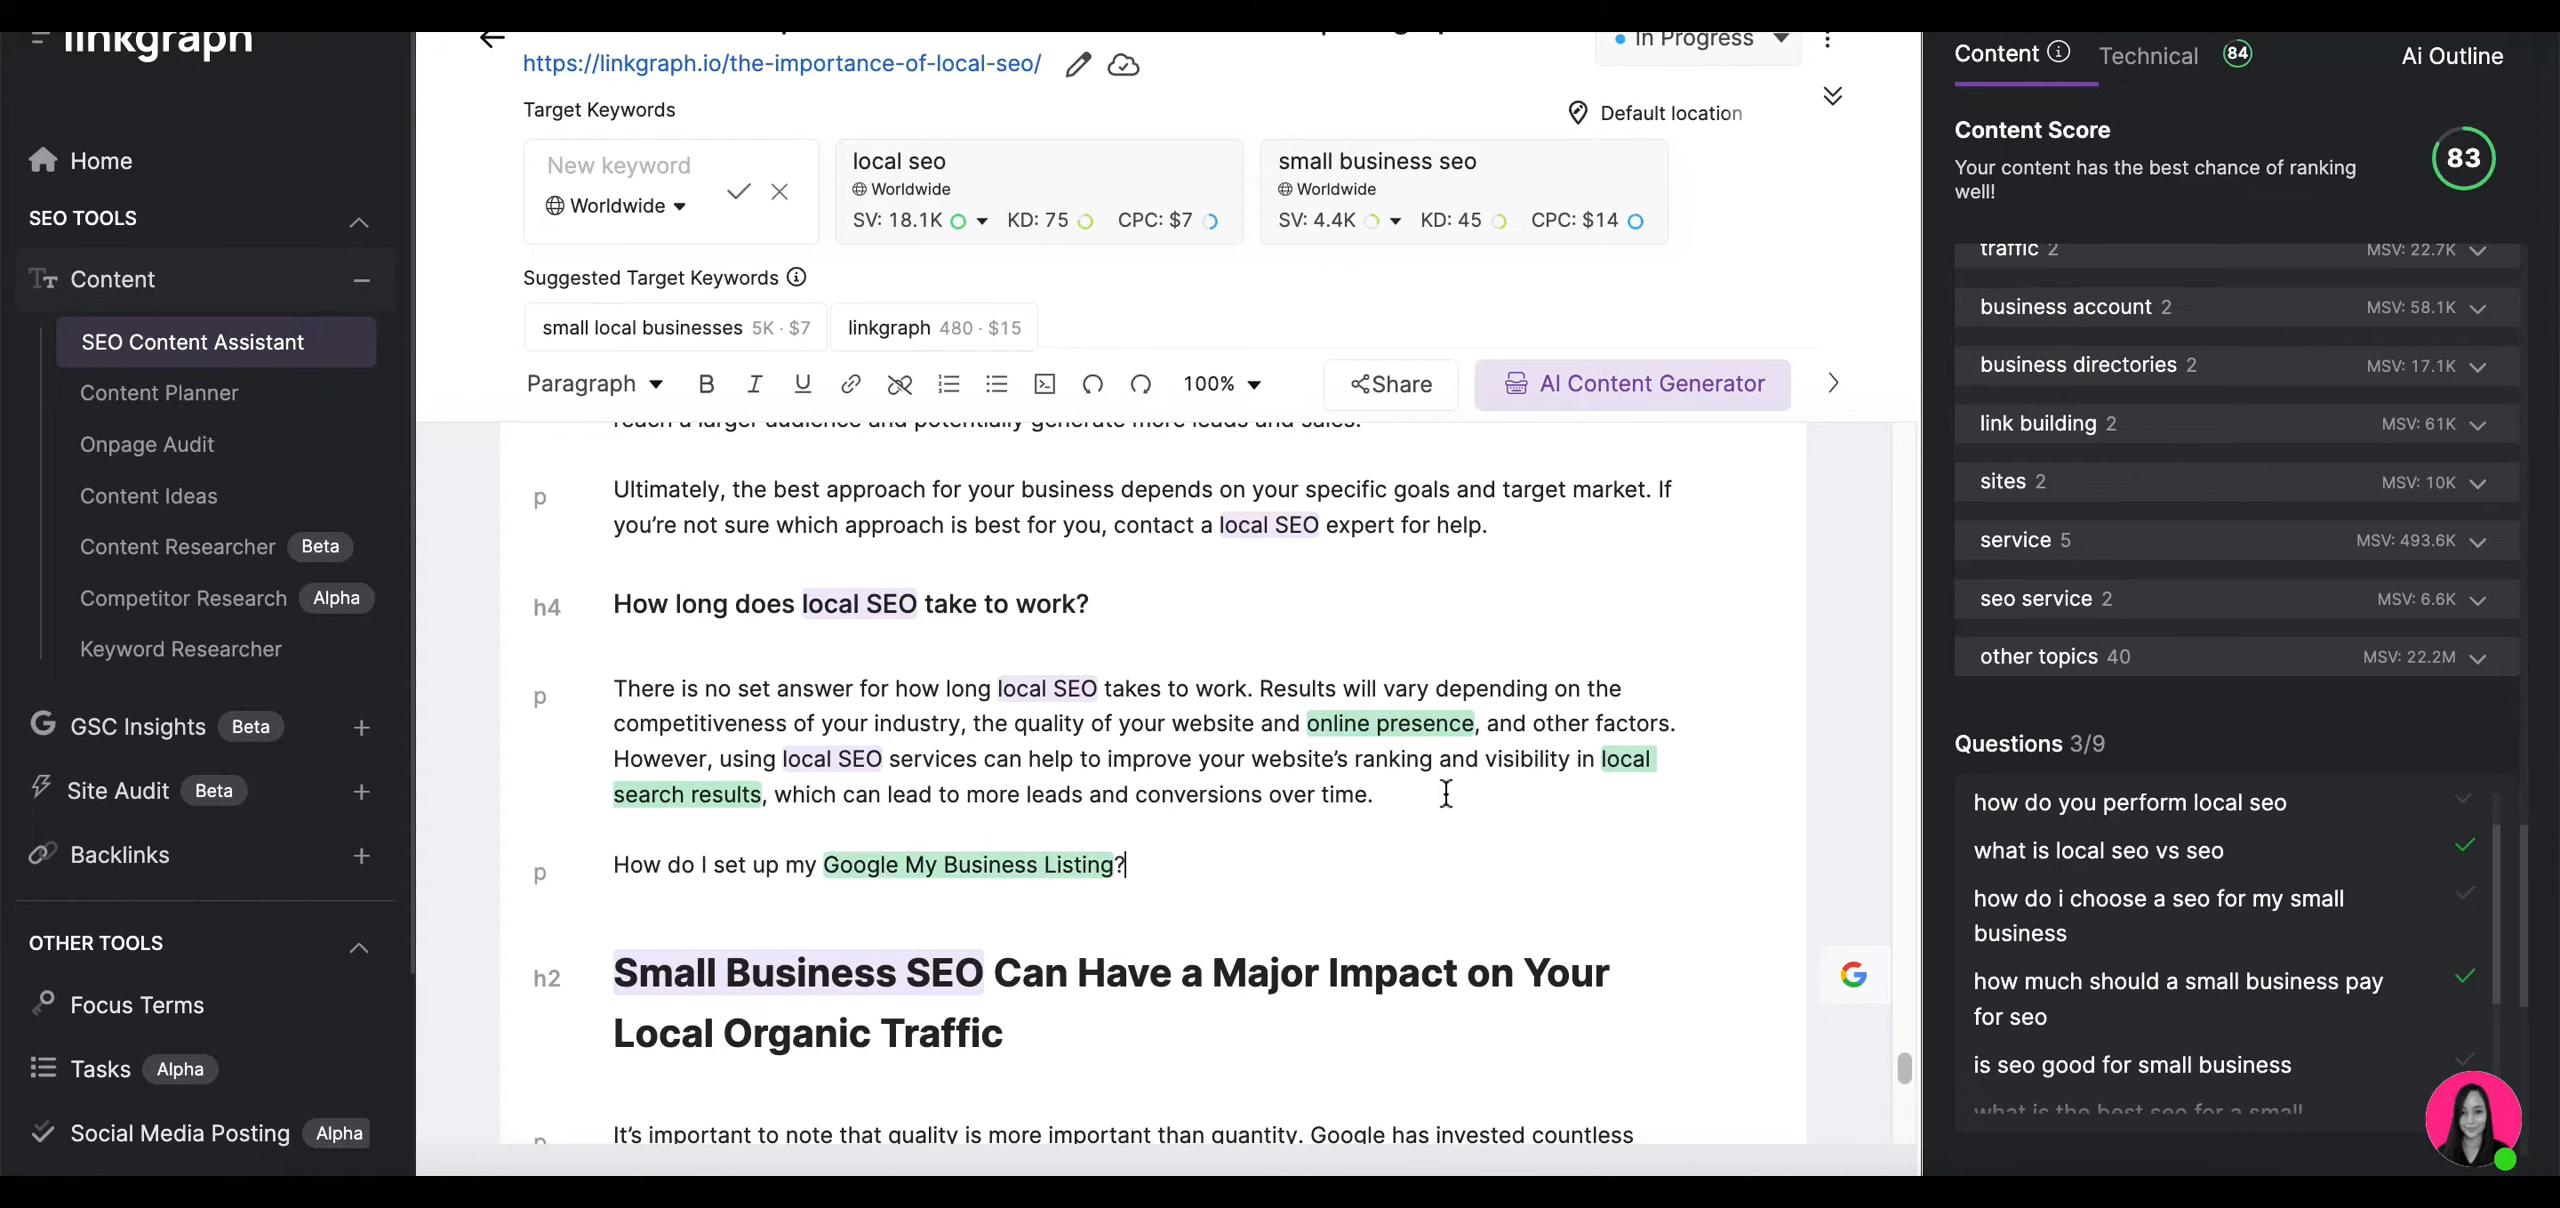 linkgraph
Home
SEO TOOLS
Content
SEO Content Assistant
Content Planner
Onpage Audit
Content Ideas
Content Researcher Beta
Competitor Research Alpha
Keyword Researcher
GSC Insights Beta
Site Audit Beta
Backlinks
OTHER TOOLS
Focus Terms
Tasks Alpha
Social Media Posting Alpha
In Progress
https://linkgraph.io/the-importance-of-local-seo/
Target Keywords
Default location
New keyword
Worldwide
local seo
Worldwide
SV: 18.1K KD: 75 CPC: $7
small business seo
Worldwide
SV: 4.4K KD: 45 CPC: $14
Suggested Target Keywords
small local businesses 5K · $7
linkgraph 480 · $15
Paragraph B I U 100% Share AI Content Generator
reach a larger audience and potentially generate more leads and sales.
p
Ultimately, the best approach for your business depends on your specific goals and target market. If
you’re not sure which approach is best for you, contact a local SEO expert for help.
h4
How long does local SEO take to work?
p
There is no set answer for how long local SEO takes to work. Results will vary depending on the
competitiveness of your industry, the quality of your website and online presence, and other factors.
However, using local SEO services can help to improve your website’s ranking and visibility in local
search results, which can lead to more leads and conversions over time.
p
How do I set up my Google My Business Listing?
h2
Small Business SEO Can Have a Major Impact on Your
Local Organic Traffic
p
It’s important to note that quality is more important than quantity. Google has invested countless
Content Technical 84 Ai Outline
Content Score
Your content has the best chance of ranking
well!
83
traffic 2 MSV: 22.7K
business account 2 MSV: 58.1K
business directories 2 MSV: 17.1K
link building 2 MSV: 61K
sites 2 MSV: 10K
service 5 MSV: 493.6K
seo service 2 MSV: 6.6K
other topics 40 MSV: 22.2M
Questions 3/9
how do you perform local seo
what is local seo vs seo
how do i choose a seo for my small
business
how much should a small business pay
for seo
is seo good for small business
what is the best seo for a small